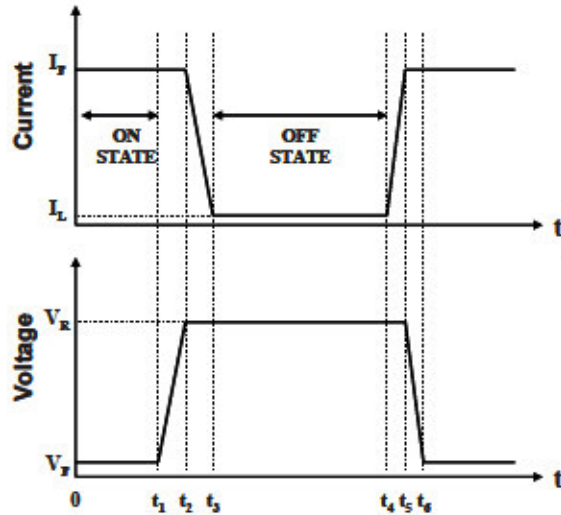 Current
I_F
ON
STATE
OFF
STATE
I_L
t
Voltage
V_R
V_F
0
t_1
t_2
t_3
t_4
t_5
t_6
t